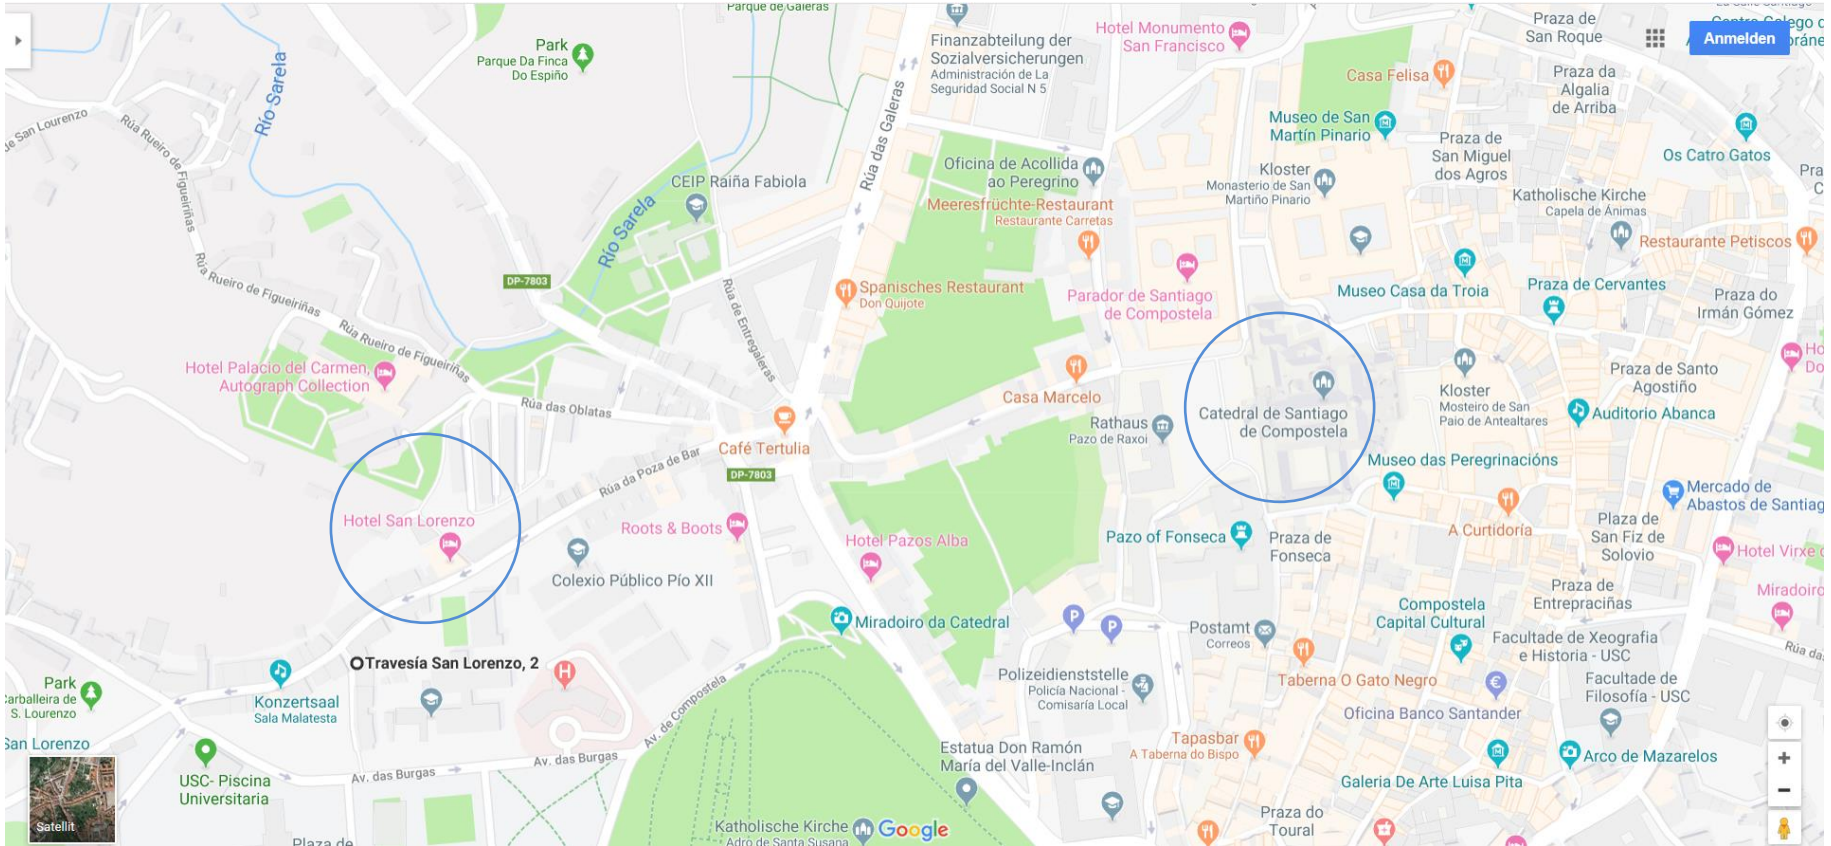 Parque de Galeras
Park
Parque Da Finca
Do Espiño
Río Sarela
de San Lourenzo
Rúa Rueiro de Figueiriñas
Rúa Rueiro de Figueiriñas
Rúa Rueiro de Figueiriñas
CEIP Raíña Fabiola
Río Sarela
DP-7803
Rúa de Entregaleras
Rúa das Galeras
Finanzabteilung der
Sozialversicherungen
Administración de La
Seguridad Social N 5
Hotel Monumento
San Francisco
Praza de
San Roque
Anmelden
Casa Felisa
Praza da
Algalia
de Arriba
Museo de San
Martín Pinario
Praza de
San Miguel
dos Agros
Os Catro Gatos
Oficina de Acollida
ao Peregrino
Kloster
Monasterio de San
Martiño Pinario
Katholische Kirche
Capela de Ánimas
Meeresfrüchte-Restaurant
Restaurante Carretas
Restaurante Petiscos
Spanisches Restaurant
Don Quijote
Parador de Santiago
de Compostela
Museo Casa da Troia
Praza de Cervantes
Praza do
Irmán Gómez
Hotel Palacio del Carmen,
Autograph Collection
Rúa das Oblatas
Casa Marcelo
Kloster
Mosteiro de San
Paio de Antealtares
Praza de Santo
Agostiño
Auditorio Abanca
Catedral de Santiago
de Compostela
Rathaus
Pazo de Raxoi
Café Tertulia
DP-7803
Rúa da Poza de Bar
Museo das Peregrinacións
Mercado de
Abastos de Santiag
Hotel San Lorenzo
Roots & Boots
Hotel Pazos Alba
Pazo of Fonseca
Praza de
Fonseca
A Curtidoría
Plaza de
San Fiz de
Solovio
Hotel Virxe
Colexio Público Pío XII
Praza de
Entrepraciñas
Miradoiro
Miradoiro da Catedral
P
P
Postamt
Correos
Compostela
Capital Cultural
Facultade de Xeografia
e Historia - USC
Rúa da
Travesía San Lorenzo, 2
H
Polizeidienststelle
Policía Nacional -
Comisaría Local
Taberna O Gato Negro
Facultade de
Filosofía - USC
Park
Carballeira de
S. Lourenzo
Konzertsaal
Sala Malatesta
Av. de Compostela
Oficina Banco Santander
San Lorenzo
USC- Piscina
Universitaria
Av. das Burgas
Av. das Burgas
Estatua Don Ramón
María del Valle-Inclán
Tapasbar
A Taberna do Bispo
Galeria De Arte Luisa Pita
Arco de Mazarelos
Satellit
Plaza de
Katholische Kirche
Adro de Santa Susana
Google
Praza do
Toural